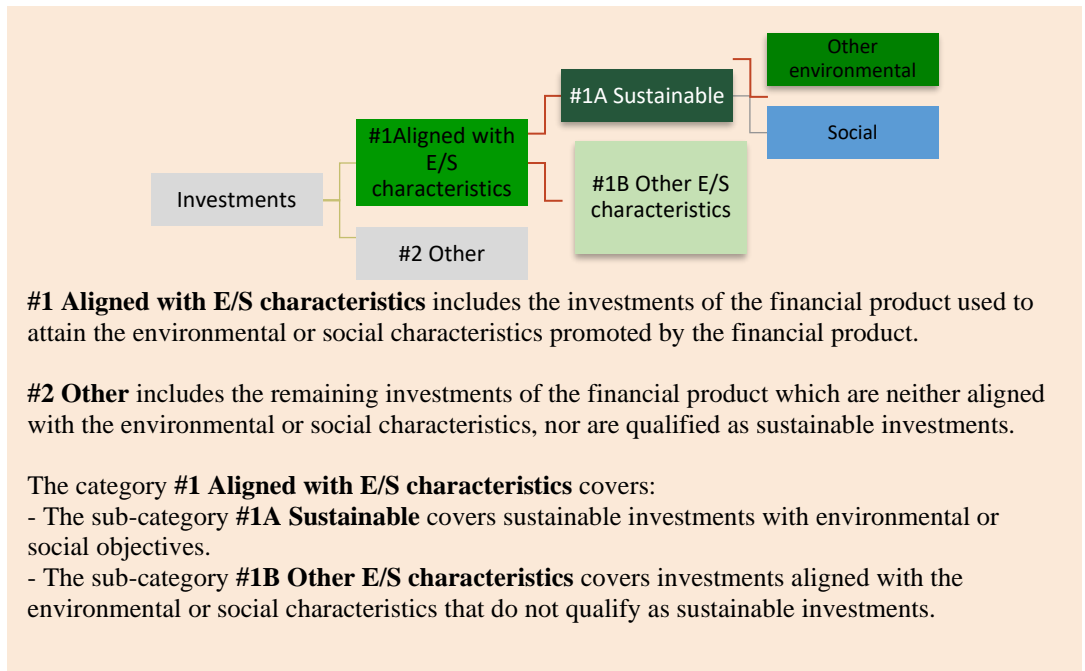 Other
environmental
#1A Sustainable
Social
#1Aligned with
E/S
characteristics
#1B Other E/S
characteristics
Investments
#2 Other
#1 Aligned with E/S characteristics includes the investments of the financial product used to
attain the environmental or social characteristics promoted by the financial product.
#2 Other includes the remaining investments of the financial product which are neither aligned
with the environmental or social characteristics, nor are qualified as sustainable investments.
The category #1 Aligned with E/S characteristics covers:
- The sub-category #1A Sustainable covers sustainable investments with environmental or
social objectives.
- The sub-category #1B Other E/S characteristics covers investments aligned with the
environmental or social characteristics that do not qualify as sustainable investments.